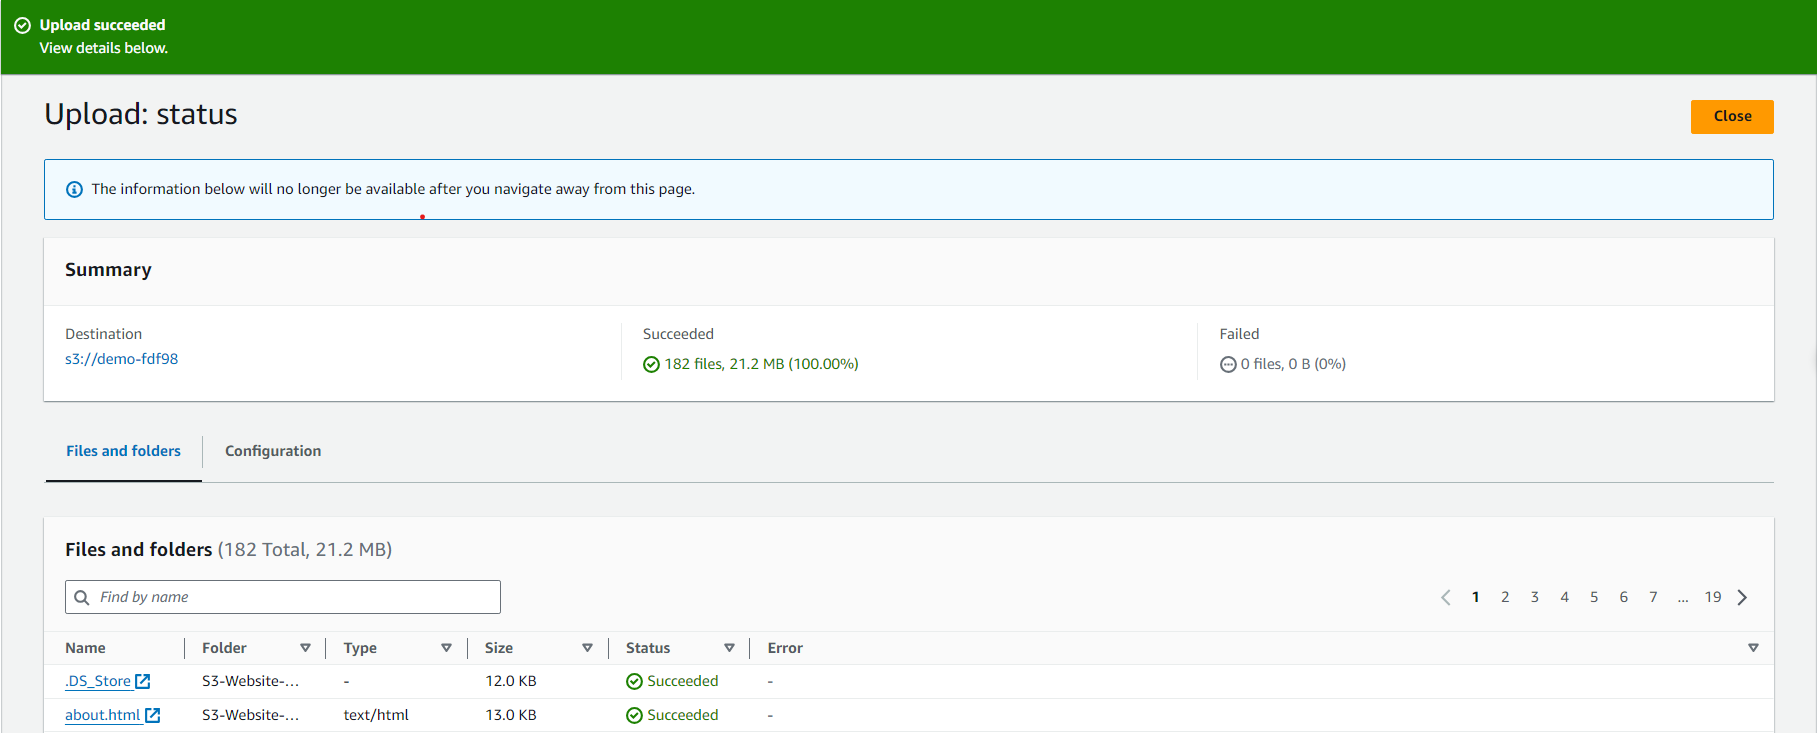 Upload succeeded
View details below.
Upload: status
Close
The information below will no longer be available after you navigate away from this page.
Summary
Destination
s3://demo-fdf98
Succeeded
182 files, 21.2 MB (100.00%)
Failed
0 files, 0 B (0%)
Files and folders
Configuration
Files and folders (182 Total, 21.2 MB)
Find by name
1 2 3 4 5 6 7 ... 19
Name Folder Type Size Status Error
.DS_Store S3-Website-... - 12.0 KB Succeeded -
about.html S3-Website-... text/html 13.0 KB Succeeded -